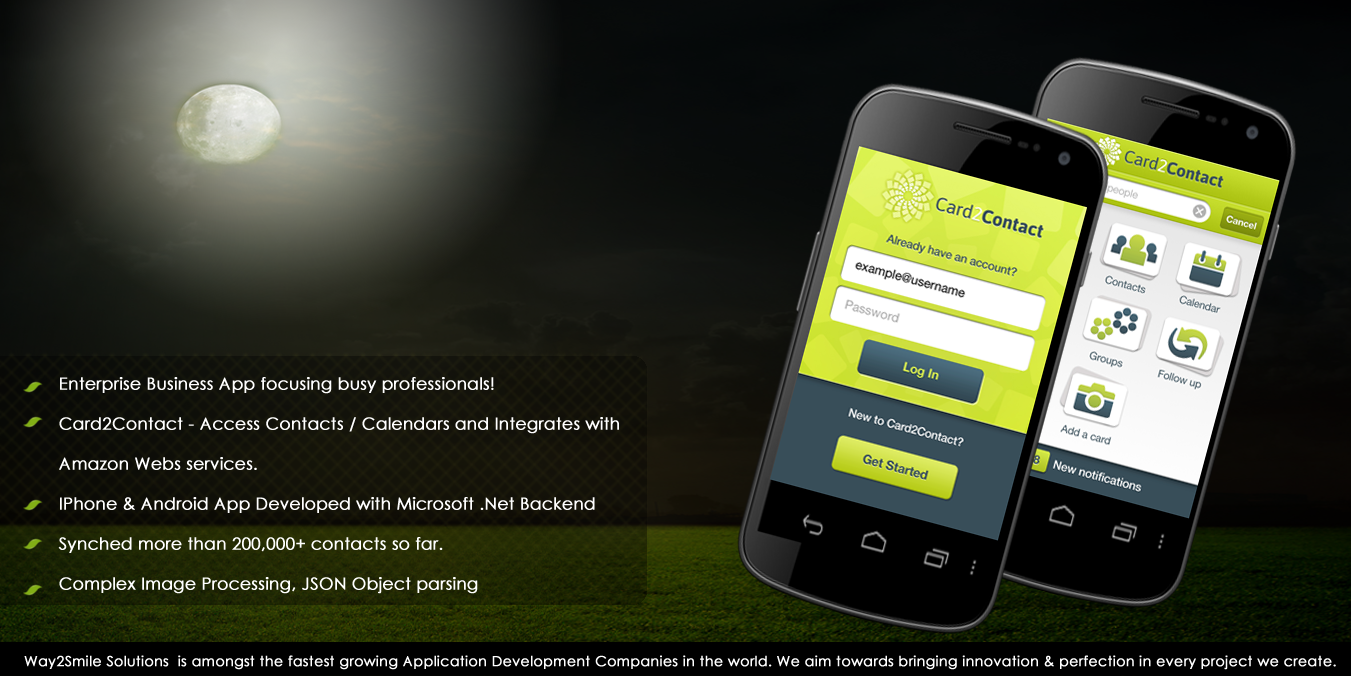 Enterprise Business App focusing busy professionals!
Card2Contact - Access Contacts / Calendars and Integrates with
Amazon Webs services.
IPhone & Android App Developed with Microsoft .Net Backend
Synched more than 200,000+ contacts so far.
Complex Image Processing, JSON Object parsing
Card2Contact
Already have an account?
example@username
Password
Log In
New to Card2Contact?
Get Started
Card2Contact
people
Cancel
Contacts
Calendar
Groups
Follow up
Add a card
3 New notifications
Way2Smile Solutions is amongst the fastest growing Application Development Companies in the world. We aim towards bringing innovation & perfection in every project we create.